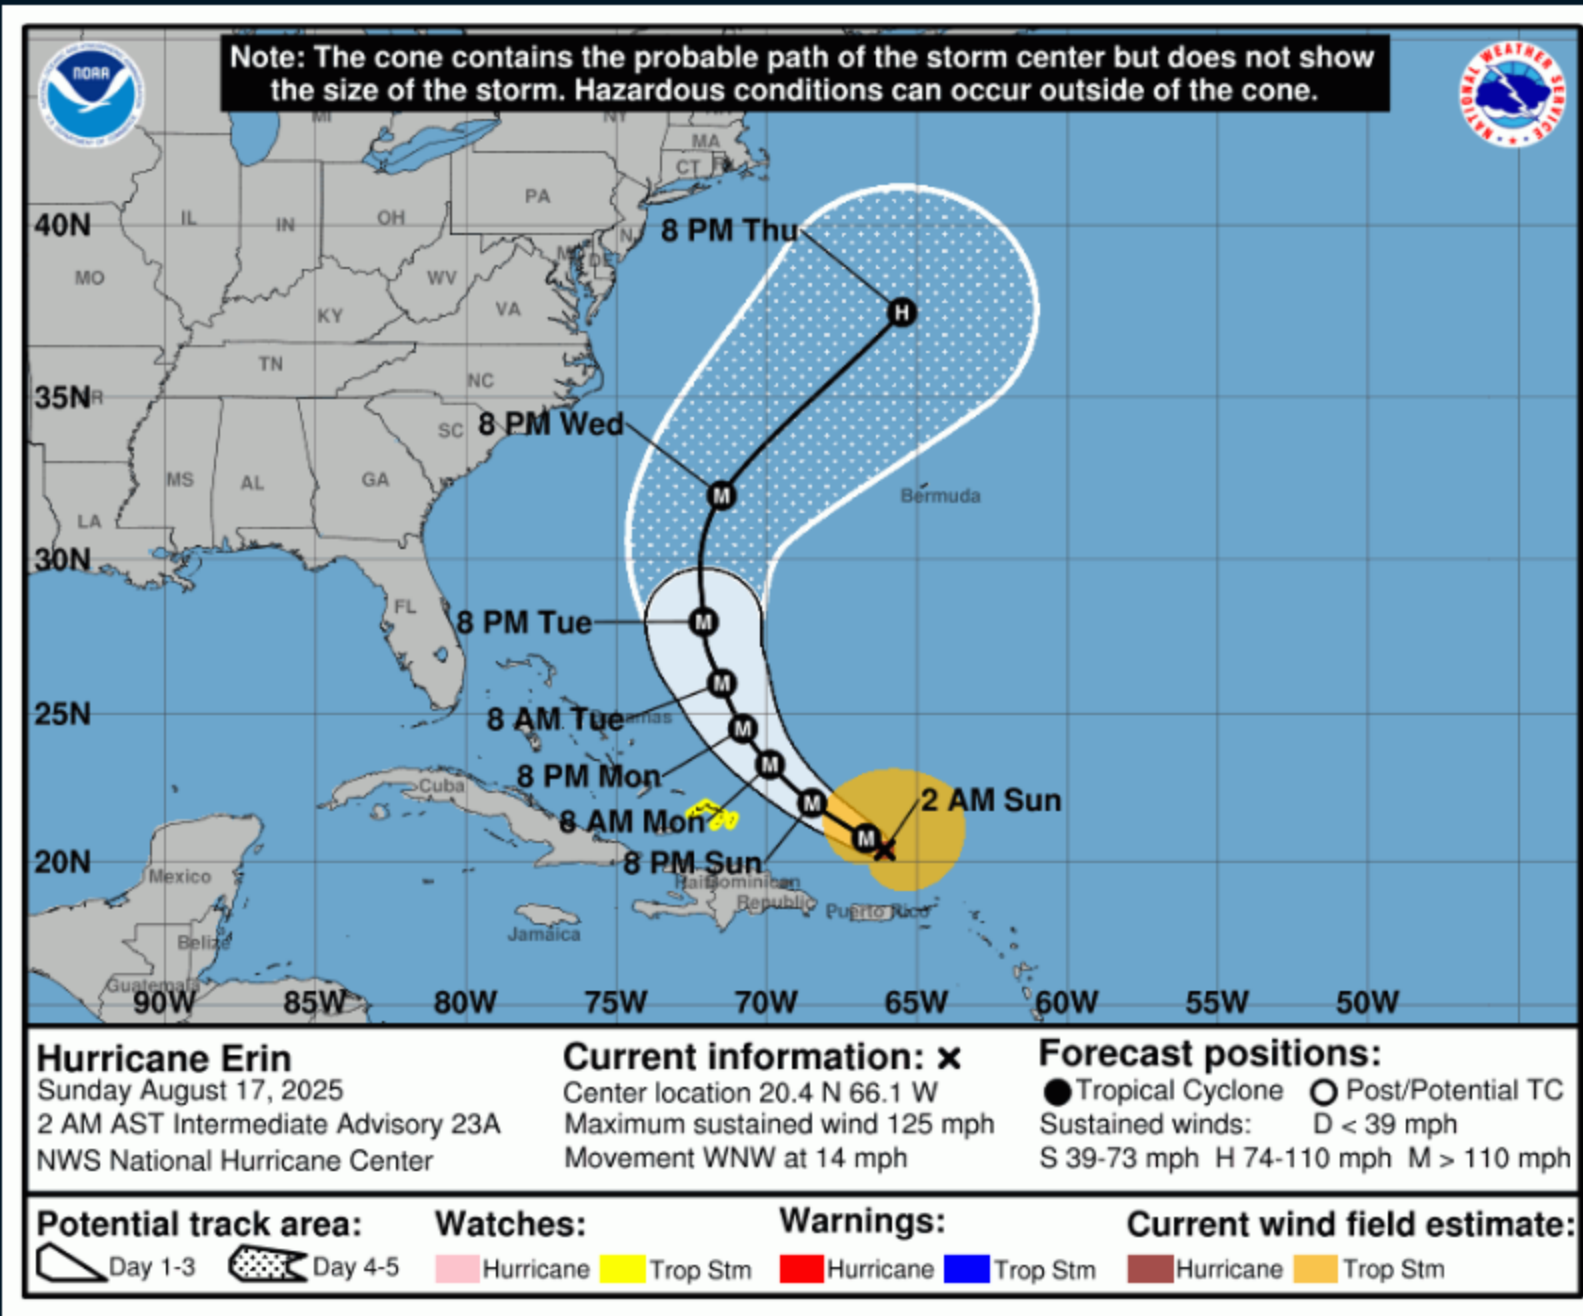 Note: The cone contains the probable path of the storm center but does not show
the size of the storm. Hazardous conditions can occur outside of the cone.
NOAA
NATIONAL WEATHER SERVICE
MI
NY
MA
CT
PA
IL
IN
OH
40N
8 PM Thu
MO
WV
VA
KY
H
TN
NC
35N
SC
8 PM Wed
MS
AL
GA
M
Bermuda
LA
30N
FL
8 PM Tue
M
M
25N
8 AM Tue
M
8 PM Mon
M
Cuba
M
2 AM Sun
8 AM Mon
M
20N
8 PM Sun
Mexico
Dominican
Republic
Puerto Rico
Jamaica
Belize
Guatemala
90W 85W 80W 75W 70W 65W 60W 55W 50W
Hurricane Erin
Sunday August 17, 2025
2 AM AST Intermediate Advisory 23A
NWS National Hurricane Center
Current information: x
Center location 20.4 N 66.1 W
Maximum sustained wind 125 mph
Movement WNW at 14 mph
Forecast positions:
Tropical Cyclone Post/Potential TC
Sustained winds: D < 39 mph
S 39-73 mph H 74-110 mph M > 110 mph
Potential track area:
Day 1-3 Day 4-5
Watches:
Hurricane Trop Stm
Warnings:
Hurricane Trop Stm
Current wind field estimate:
Hurricane Trop Stm